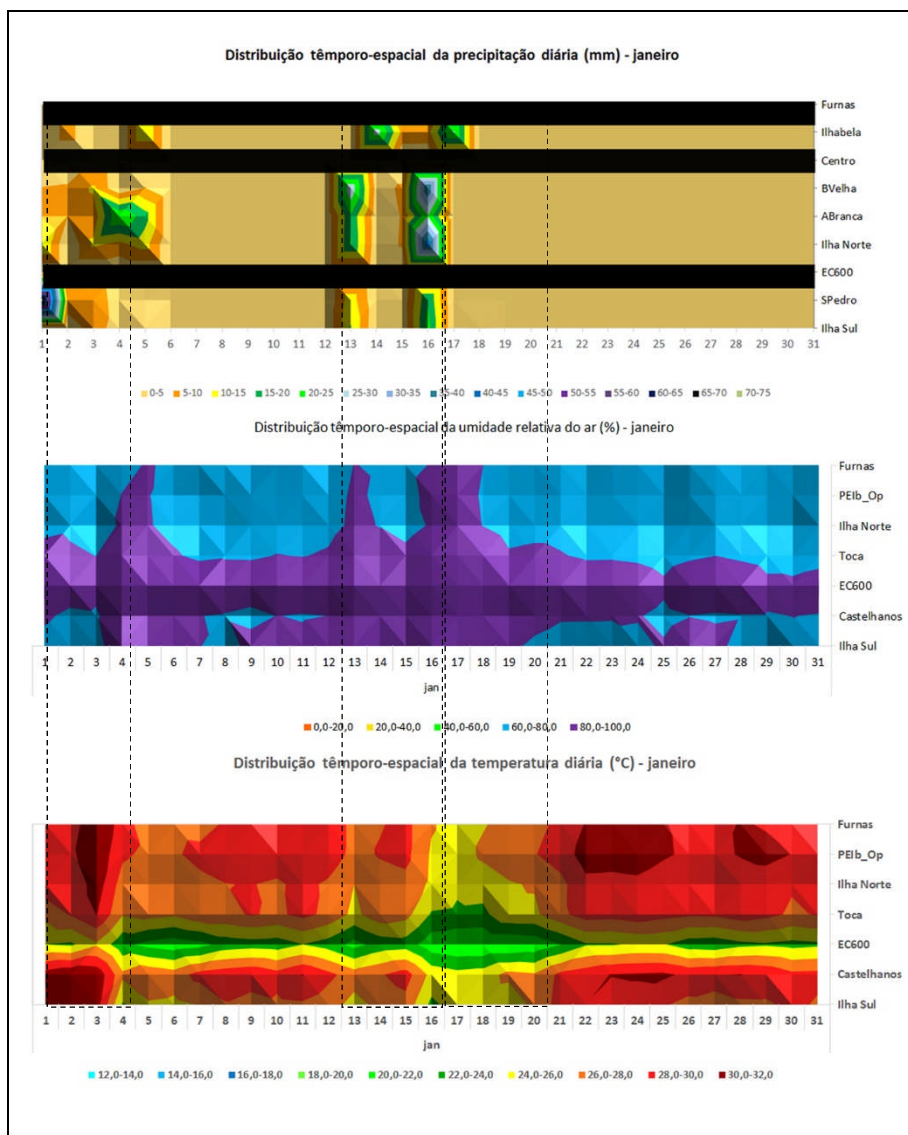 Distribuição têmporo-espacial da precipitação diária (mm) - janeiro
Furnas
Ilhabela
Centro
BVelha
ABranca
Ilha Norte
EC600
SPedro
Ilha Sul
1 2 3 4 5 6 7 8 9 10 11 12 13 14 15 16 17 18 19 20 21 22 23 24 25 26 27 28 29 30 31
0-5 5-10 10-15 15-20 20-25 25-30 30-35 35-40 40-45 45-50 50-55 55-60 60-65 65-70 70-75
Distribuição têmporo-espacial da umidade relativa do ar (%) - janeiro
Furnas
PEIb_Op
Ilha Norte
Toca
EC600
Castelhanos
Ilha Sul
1 2 3 4 5 6 7 8 9 10 11 12 13 14 15 16 17 18 19 20 21 22 23 24 25 26 27 28 29 30 31
jan
0,0-20,0 20,0-40,0 40,0-60,0 60,0-80,0 80,0-100,0
Distribuição têmporo-espacial da temperatura diária (°C) - janeiro
Furnas
PEIb_Op
Ilha Norte
Toca
EC600
Castelhanos
Ilha Sul
1 2 3 4 5 6 7 8 9 10 11 12 13 14 15 16 17 18 19 20 21 22 23 24 25 26 27 28 29 30 31
jan
12,0-14,0 14,0-16,0 16,0-18,0 18,0-20,0 20,0-22,0 22,0-24,0 24,0-26,0 26,0-28,0 28,0-30,0 30,0-32,0